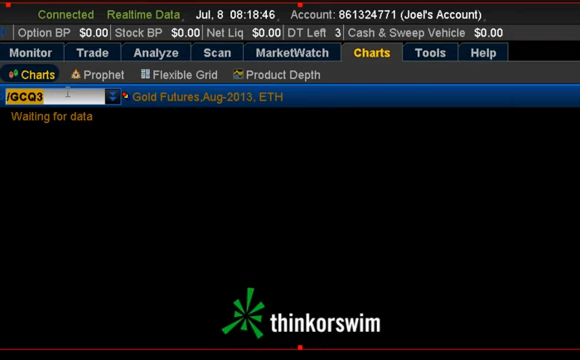 Connected Realtime Data Jul, 8 08:18:46 Account: 861324771 (Joel's Account)
Option BP $0.00 Stock BP $0.00 Net Liq $0.00 DT Left 3 Cash & Sweep Vehicle $0.00
Monitor Trade Analyze Scan MarketWatch Charts Tools Help
Charts Prophet Flexible Grid Product Depth
/GCQ3 Gold Futures,Aug-2013, ETH
Waiting for data
thinkorswim